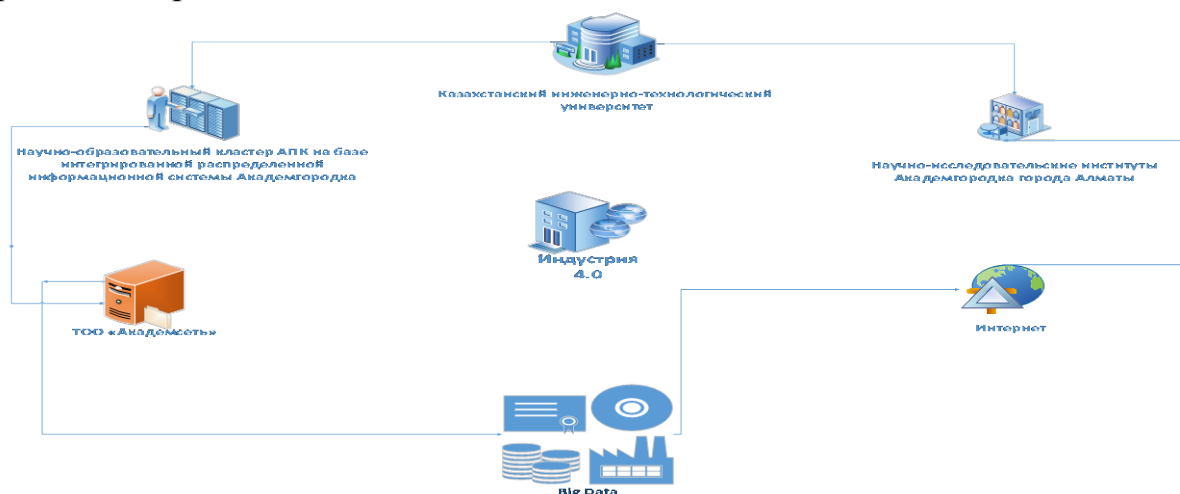 Казахстанский инженерно-технологический
университет
Научно-образовательный кластер АПК на базе
интегрированной распределенной
информационной системы Академгородка
Научно-исследовательские институты
Академгородка города Алматы
Индустрия
4.0
ТОО «Академсеть»
Интернет
Big Data